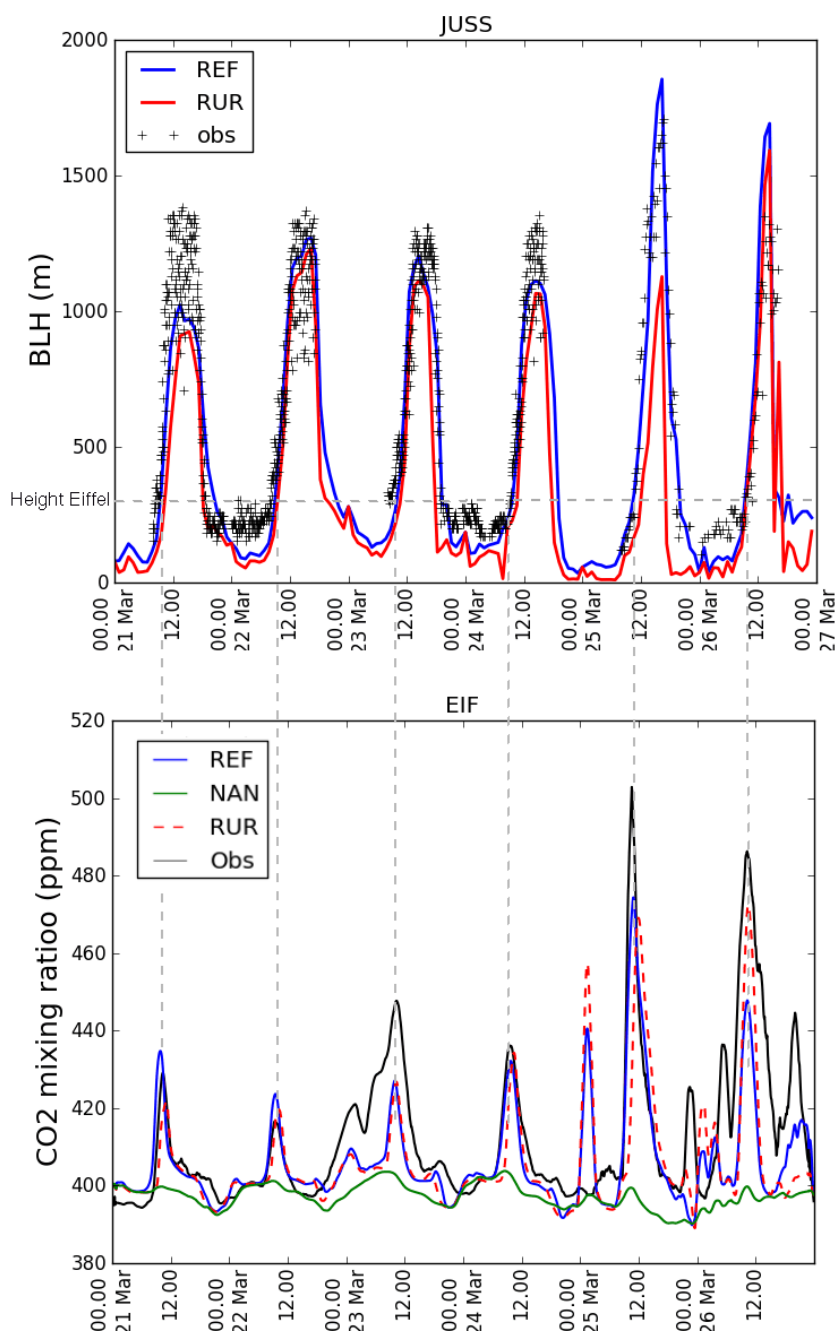 JUSS
2000
1500
1000
500
0
BLH (m)
Height Eiffel
REF
RUR
obs
00.00
21 Mar
12.00
00.00
22 Mar
12.00
00.00
23 Mar
12.00
00.00
24 Mar
12.00
00.00
25 Mar
12.00
00.00
26 Mar
12.00
00.00
27 Mar
EIF
520
500
480
460
440
420
400
380
CO2 mixing ratioo (ppm)
REF
NAN
RUR
Obs
00.00
21 Mar
12.00
00.00
22 Mar
12.00
00.00
23 Mar
12.00
00.00
24 Mar
12.00
00.00
25 Mar
12.00
00.00
26 Mar
12.00